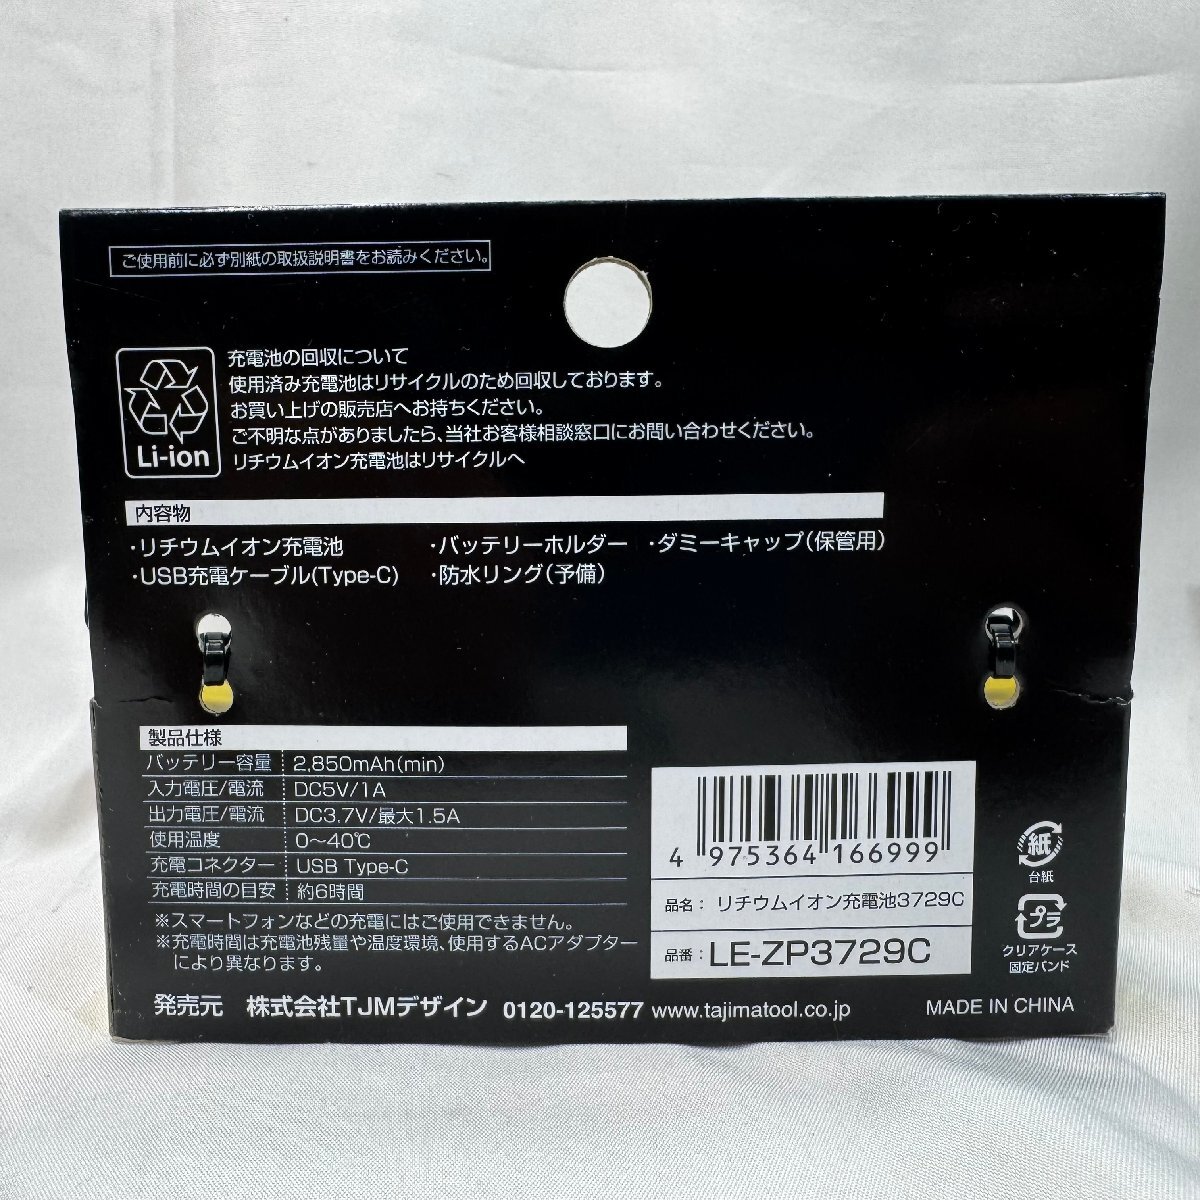 ご使用前に必ず別紙の取扱説明書をお読みください。
Li-ion
充電池の回収について
使用済み充電池はリサイクルのため回収しております。
お買い上げの販売店へお持ちください。
ご不明な点がありましたら、当社お客様相談窓口にお問い合わせください。
リチウムイオン充電池はリサイクルへ
内容物
・リチウムイオン充電池 ・バッテリーホルダー ・ダミーキャップ(保管用)
・USB充電ケーブル(Type-C) ・防水リング(予備)
製品仕様
バッテリー容量 2,850mAh(min)
入力電圧/電流 DC5V/1A
出力電圧/電流 DC3.7V/最大1.5A
使用温度 0〜40℃
充電コネクター USB Type-C
充電時間の目安 約6時間
※スマートフォンなどの充電にはご使用できません。
※充電時間は充電池残量や温度環境、使用するACアダプター
により異なります。
4 975364 166999
品名： リチウムイオン充電池3729C
品番： LE-ZP3729C
紙
台紙
プラ
クリアケース
固定バンド
発売元 株式会社TJMデザイン 0120-125577 www.tajimatool.co.jp MADE IN CHINA